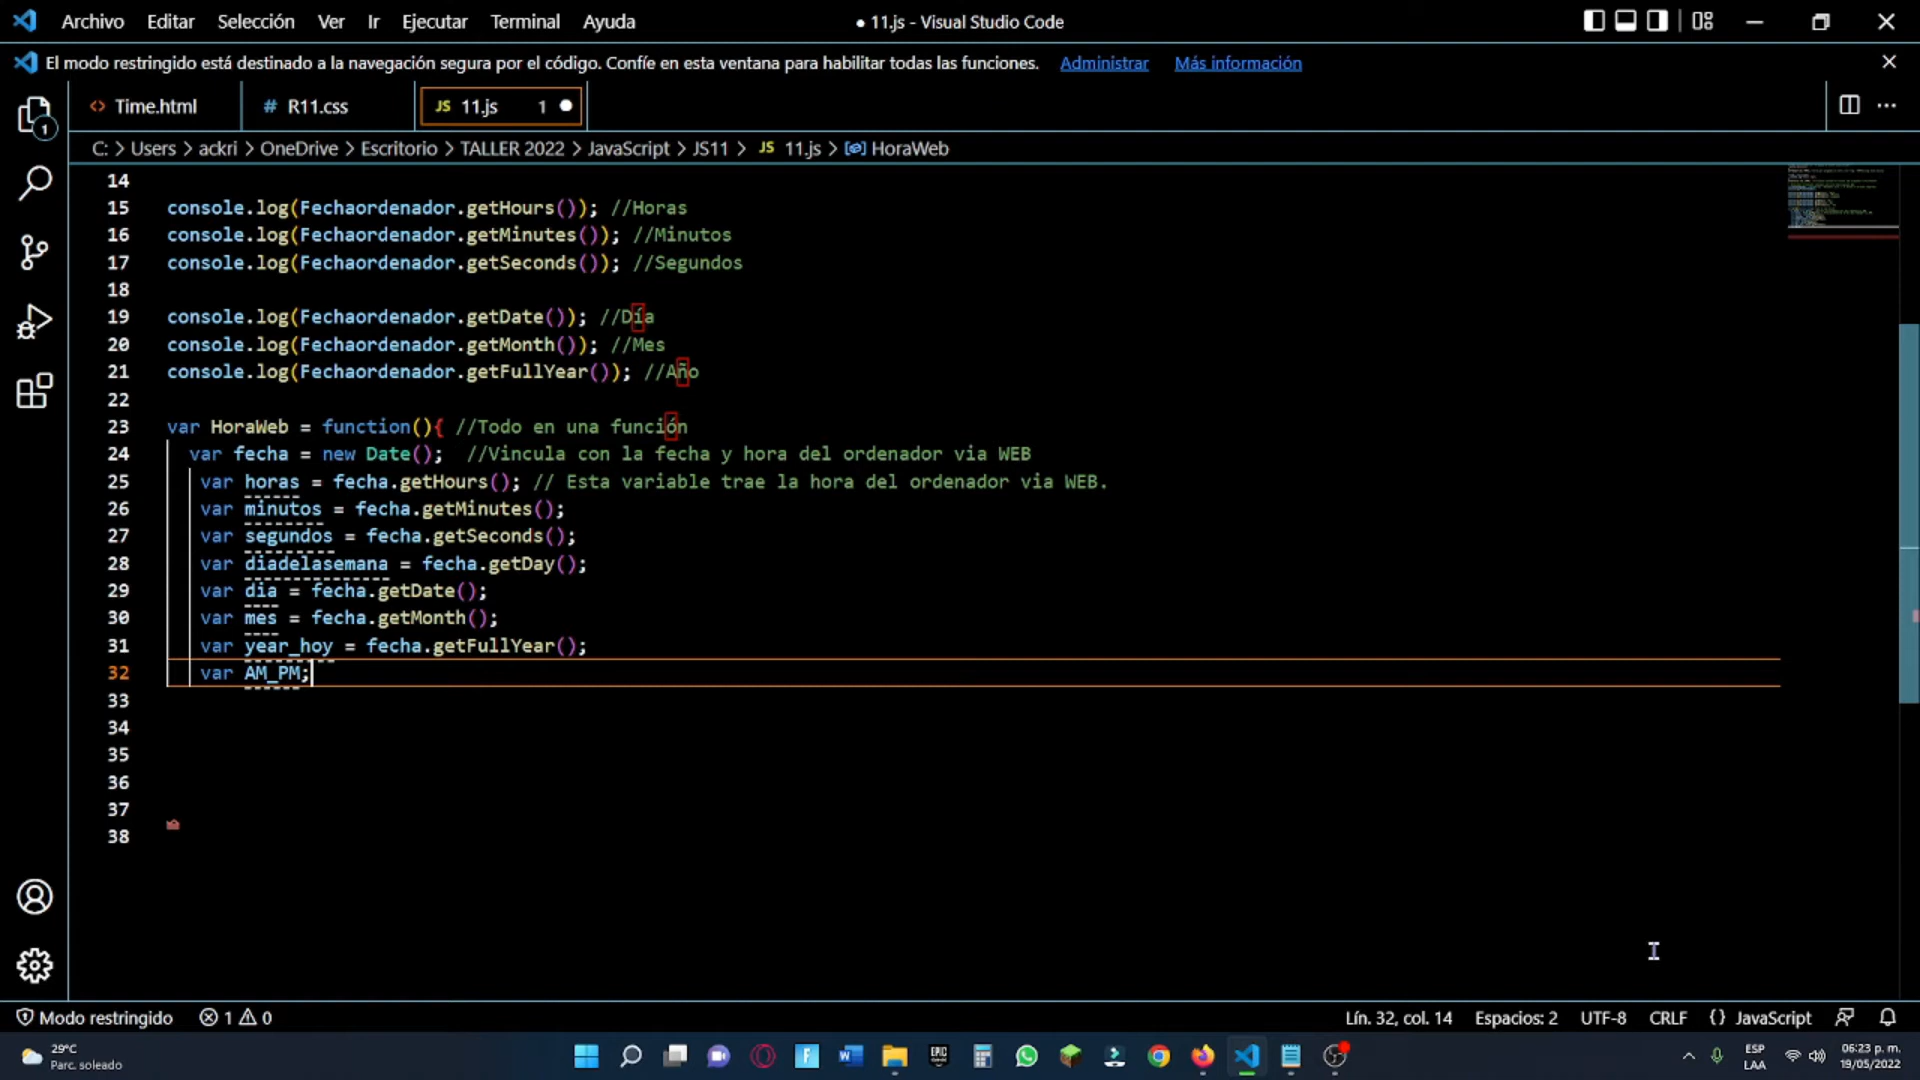 Archivo Editar Selección Ver Ir Ejecutar Terminal Ayuda
● 11.js - Visual Studio Code
El modo restringido está destinado a la navegación segura por el código. Confíe en esta ventana para habilitar todas las funciones. Administrar Más información
Time.html # R11.css JS 11.js 1
C: > Users > ackri > OneDrive > Escritorio > TALLER 2022 > JavaScript > JS11 > JS 11.js > HoraWeb
1
14
15 console.log(Fechaordenador.getHours()); //Horas
16 console.log(Fechaordenador.getMinutes()); //Minutos
17 console.log(Fechaordenador.getSeconds()); //Segundos
18
19 console.log(Fechaordenador.getDate()); //Día
20 console.log(Fechaordenador.getMonth()); //Mes
21 console.log(Fechaordenador.getFullYear()); //Año
22
23 var HoraWeb = function(){ //Todo en una función
24 var fecha = new Date(); //Vincula con la fecha y hora del ordenador via WEB
25 var horas = fecha.getHours(); // Esta variable trae la hora del ordenador via WEB.
26 var minutos = fecha.getMinutes();
27 var segundos = fecha.getSeconds();
28 var diadelasemana = fecha.getDay();
29 var dia = fecha.getDate();
30 var mes = fecha.getMonth();
31 var year_hoy = fecha.getFullYear();
32 var AM_PM;
33
34
35
36
37
38
Modo restringido 1 0
Lín. 32, col. 14 Espacios: 2 UTF-8 CRLF {} JavaScript
29°C
Parc. soleado
EPIC
ESP
LAA
06:23 p. m.
19/05/2022